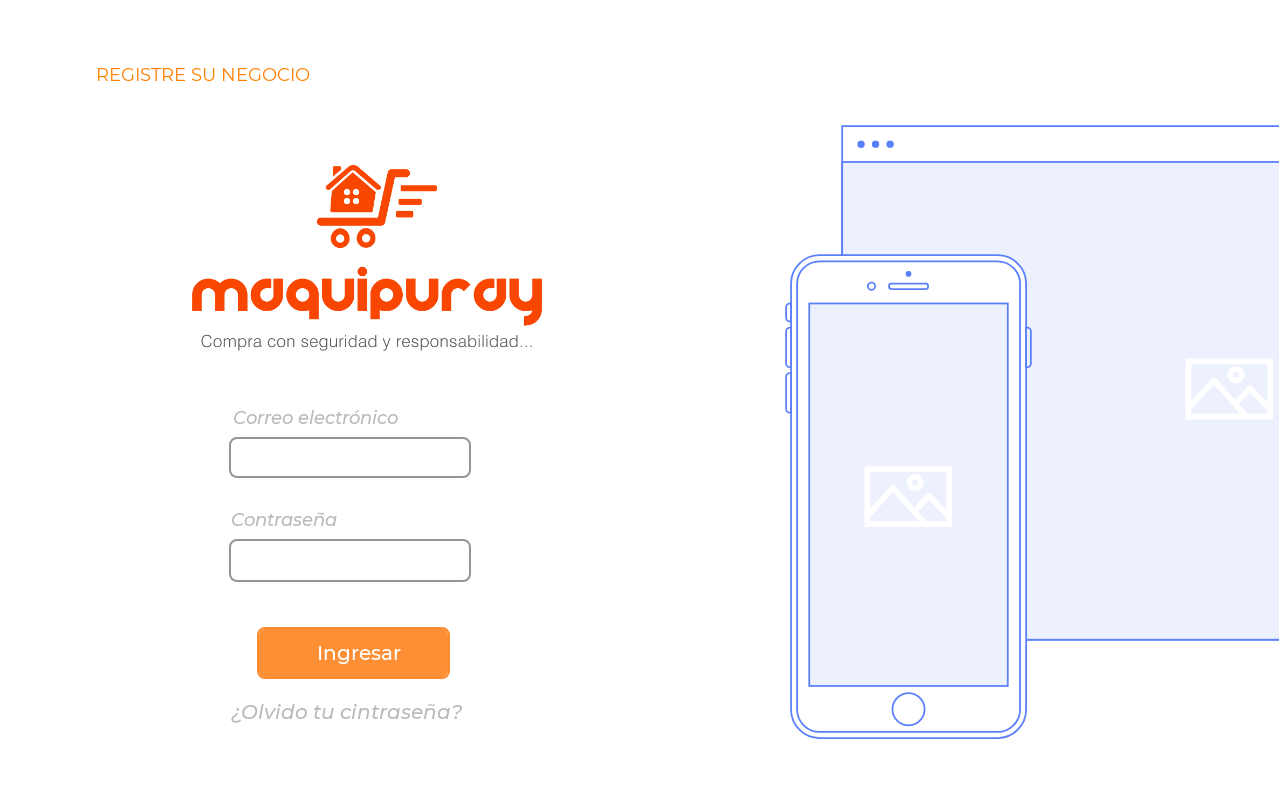 REGISTRE SU NEGOCIO
maquipuray
Compra con seguridad y responsabilidad...
Correo electrónico
Contraseña
Ingresar
¿Olvido tu cintraseña?